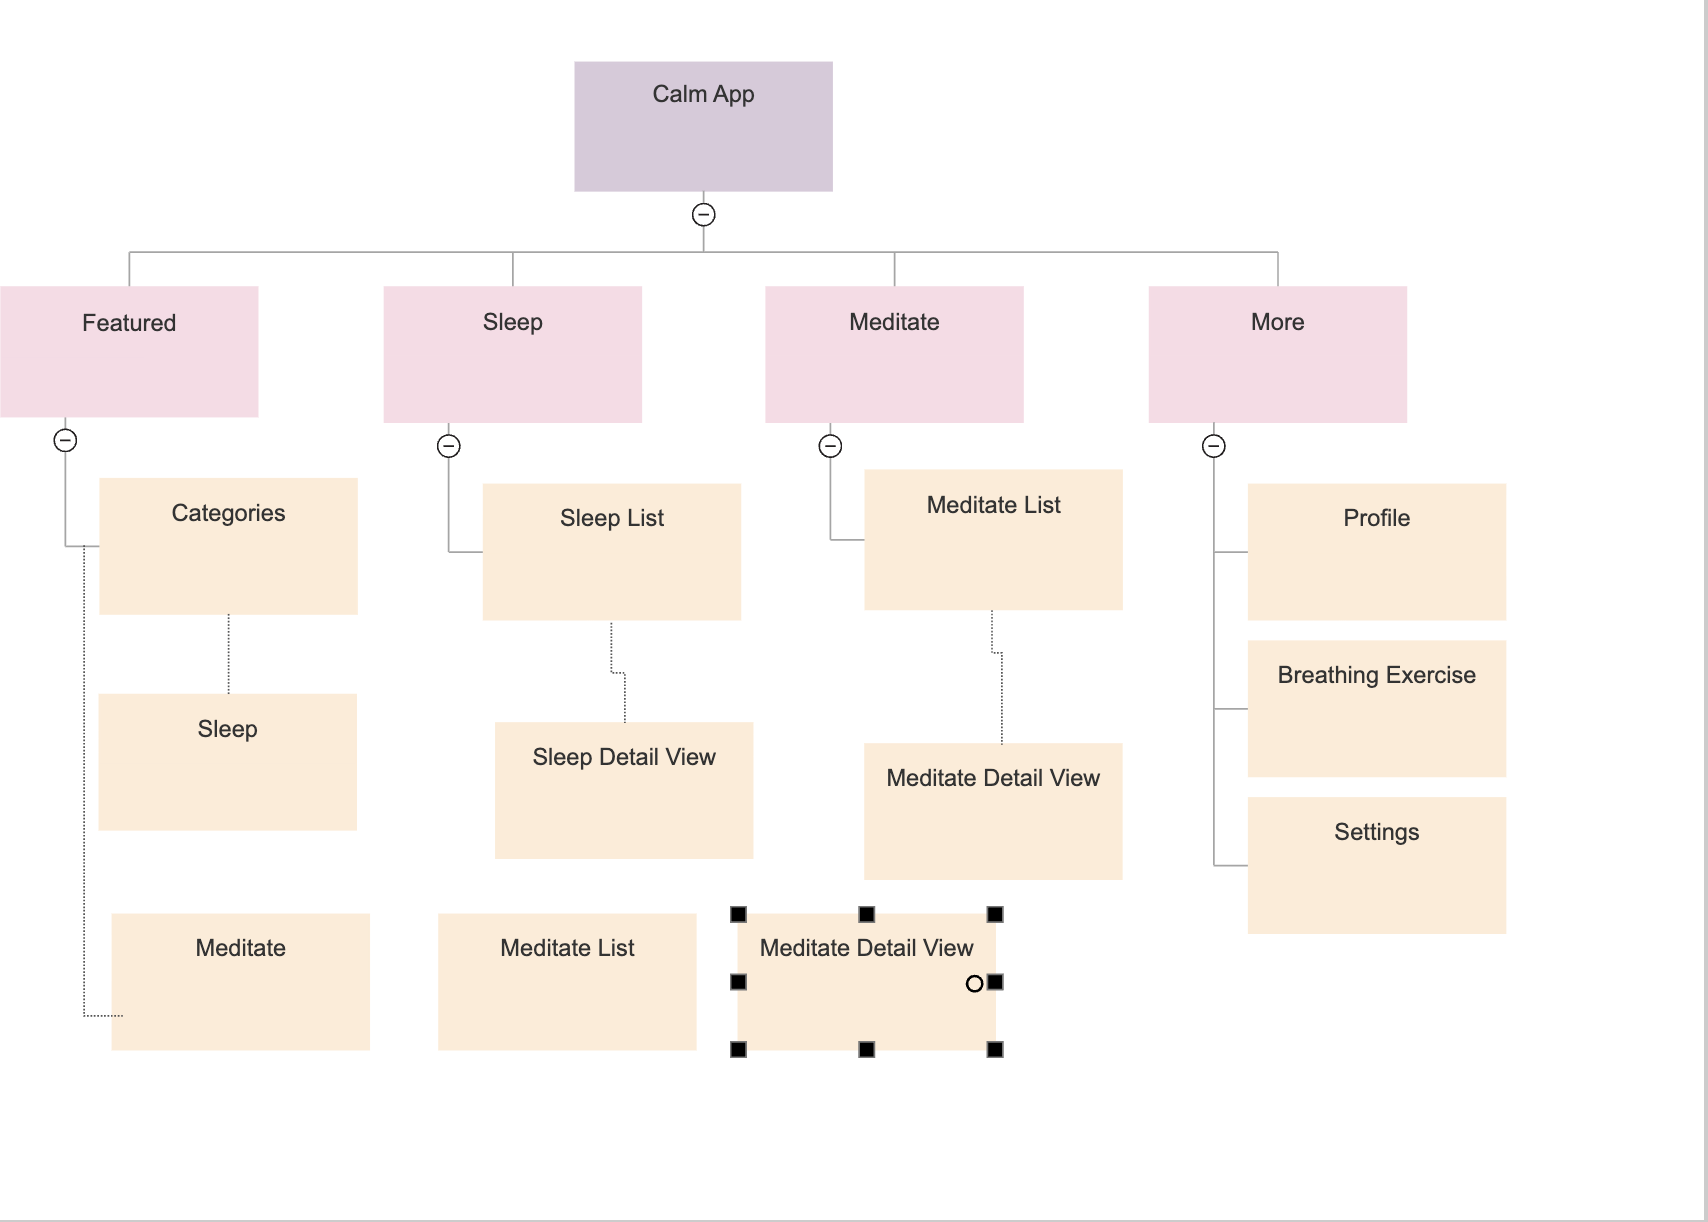 Calm App
Featured
Sleep
Meditate
More
Categories
Sleep List
Meditate List
Profile
Breathing Exercise
Sleep
Sleep Detail View
Meditate Detail View
Settings
Meditate
Meditate List
Meditate Detail View